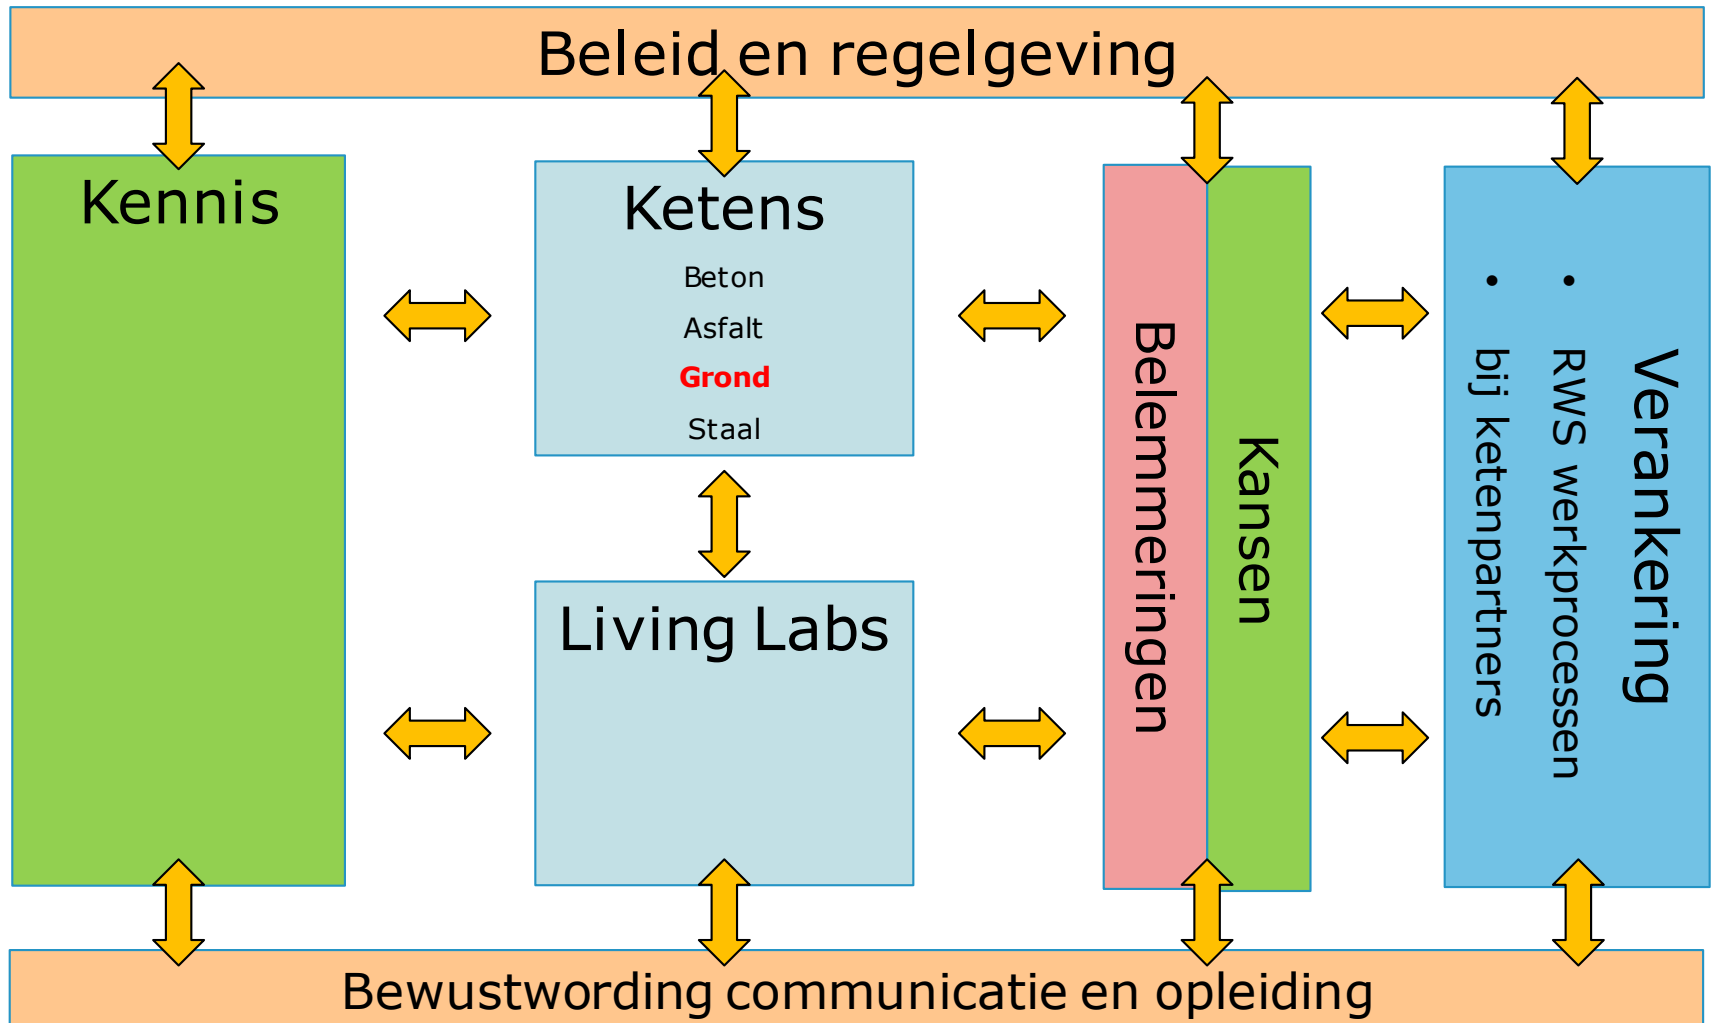 Beleid en regelgeving
Kennis
Ketens
Beton
Asfalt
Grond
Staal
Living Labs
Belemmeringen
Kansen
Verankering
• RWS werkprocessen
• bij ketenpartners
Bewustwording communicatie en opleiding